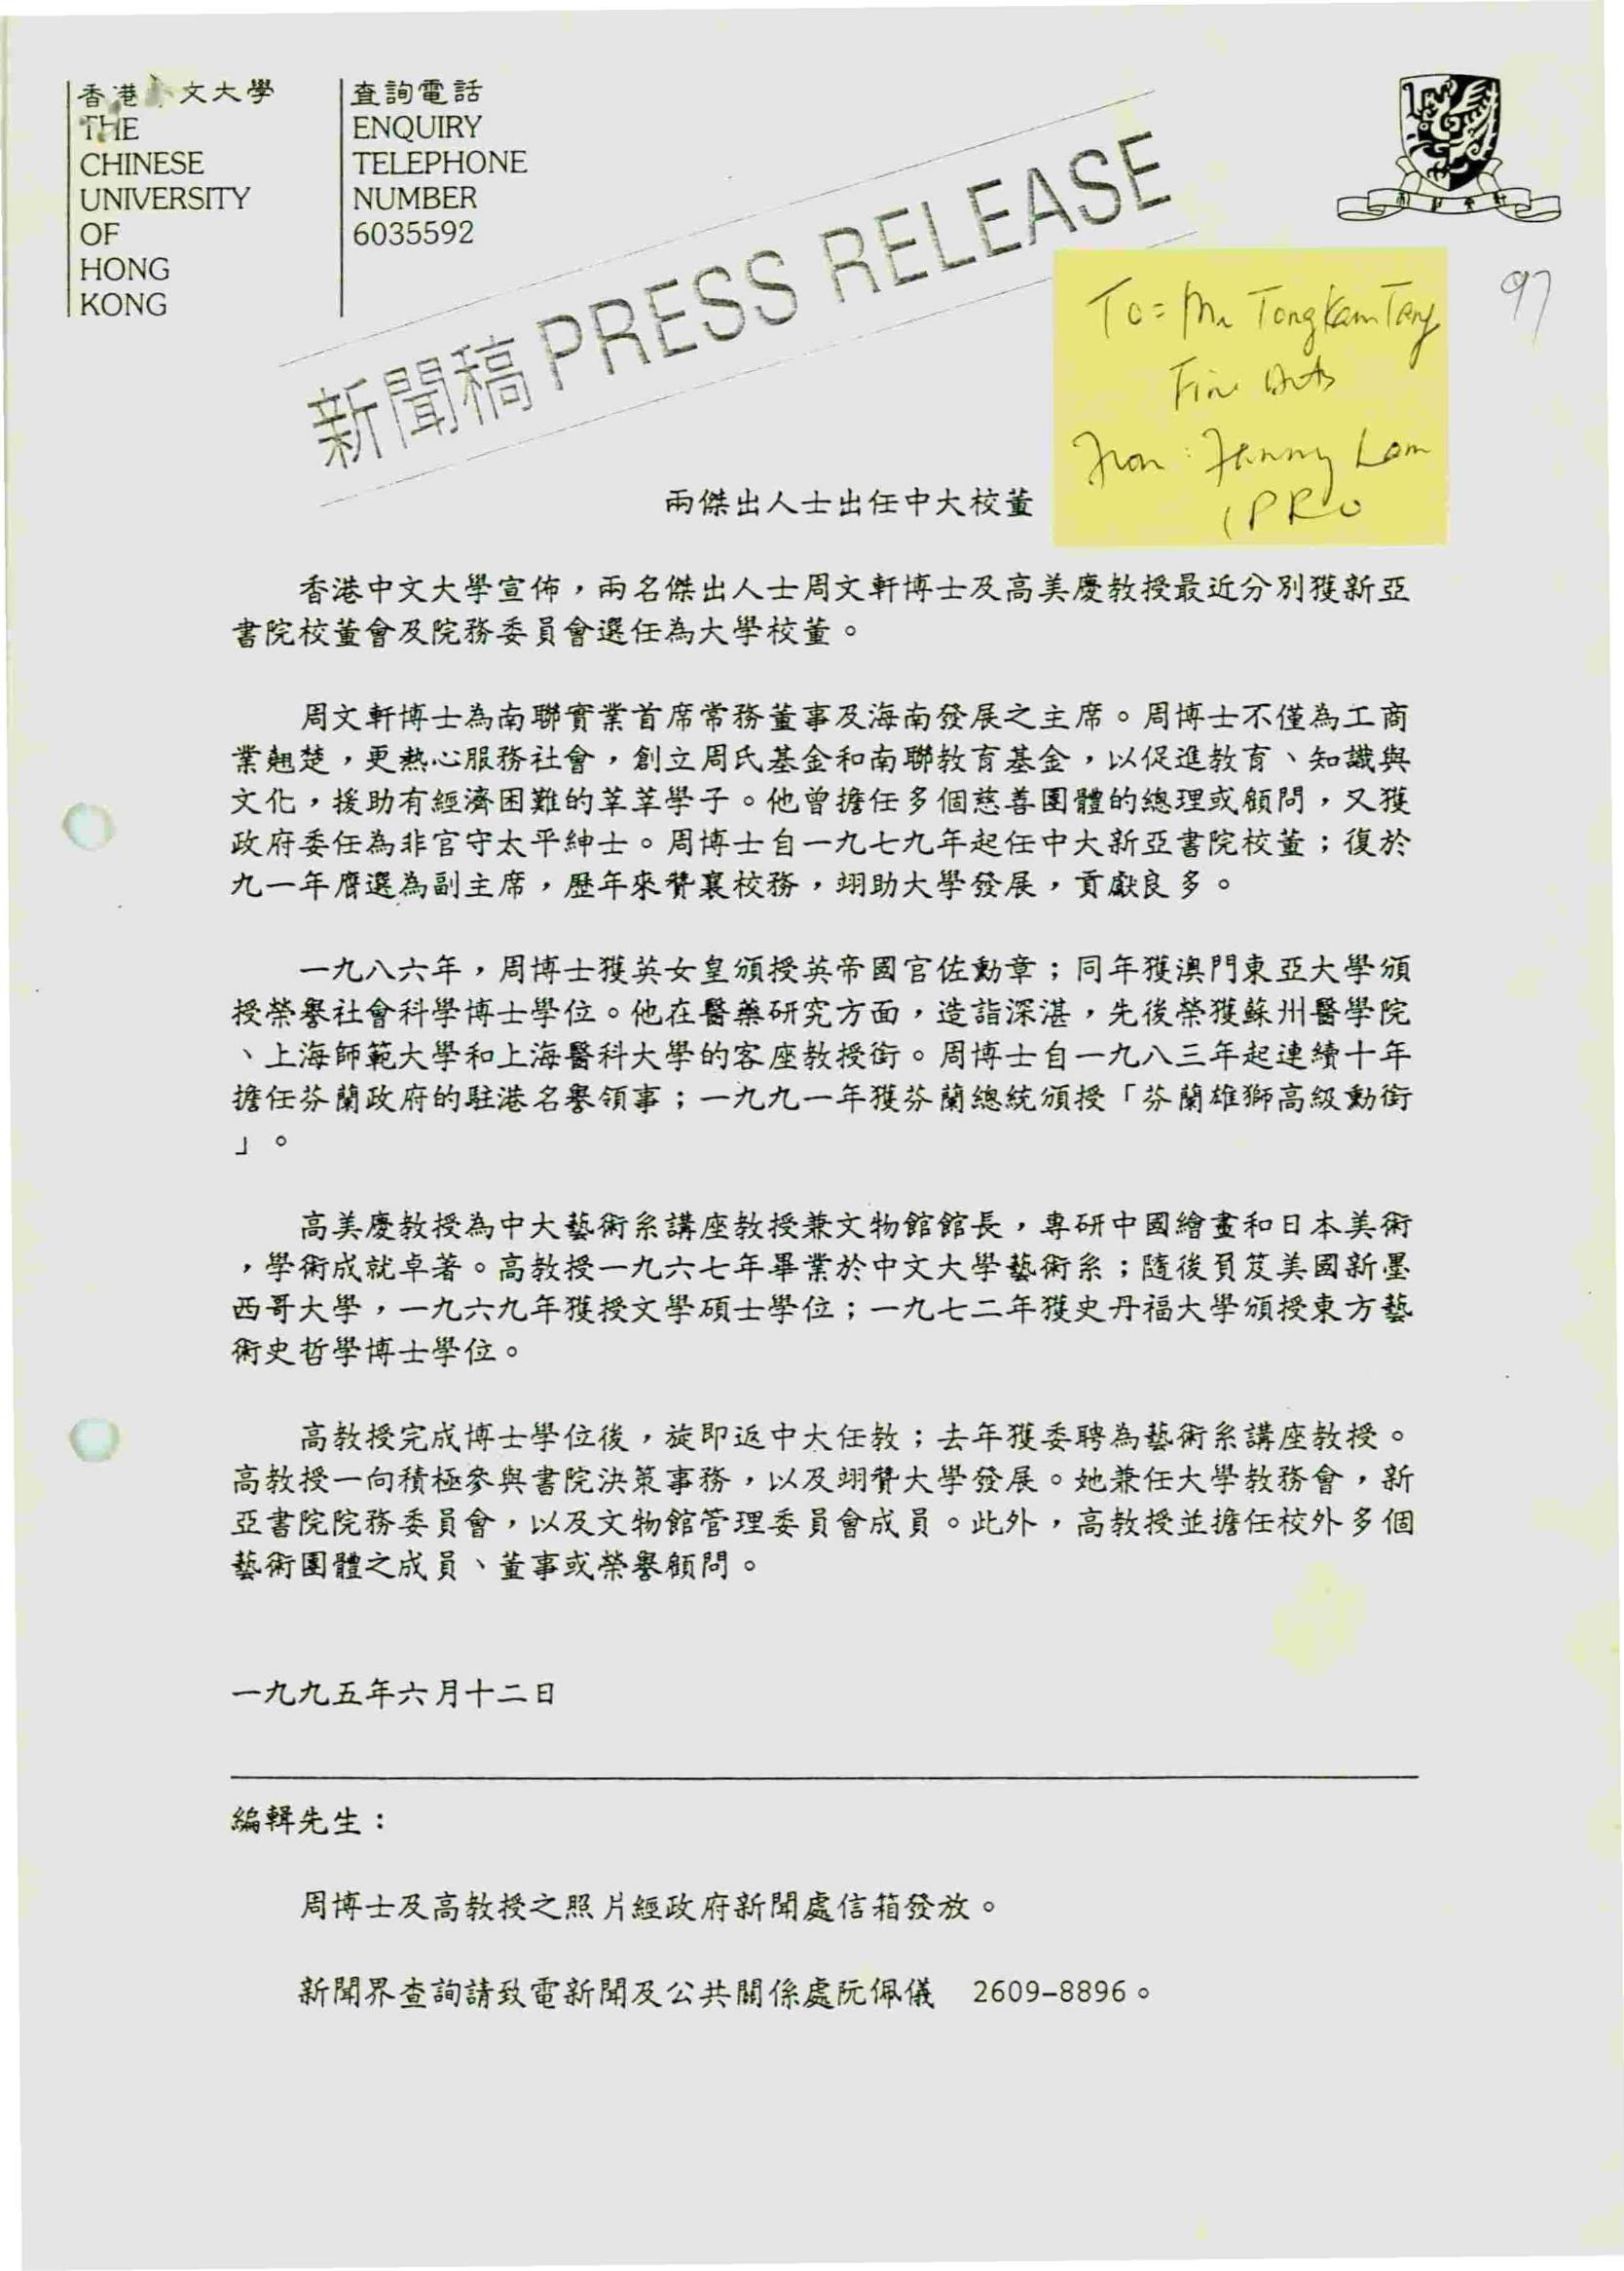 香港 文大學
THE
CHINESE
UNIVERSITY
OF
HONG
KONG
查詢電話
ENQUIRY
TELEPHONE
NUMBER
6035592
新聞稿 PRESS RELEASE
To = Mr Tong Kam Tang
Fine Arts
From : Fanny Lam
IPRO
97
兩傑出人士出任中大校董
香港中文大學宣佈，兩名傑出人士周文軒博士及高美慶教授最近分別獲新亞
書院校董會及院務委員會選任為大學校董。
周文軒博士為南聯實業首席常務董事及海南發展之主席。周博士不僅為工商
業翹楚，更熱心服務社會，創立周氏基金和南聯教育基金，以促進教育、知識與
文化，援助有經濟困難的莘莘學子。他曾擔任多個慈善團體的總理或顧問，又獲
政府委任為非官守太平紳士。周博士自一九七九年起任中大新亞書院校董；復於
九一年膺選為副主席，歷年來贊襄校務，翊助大學發展，貢獻良多。
一九八六年，周博士獲英女皇頒授英帝國官佐勳章；同年獲澳門東亞大學頒
授榮譽社會科學博士學位。他在醫藥研究方面，造詣深湛，先後榮獲蘇州醫學院
、上海師範大學和上海醫科大學的客座教授銜。周博士自一九八三年起連續十年
擔任芬蘭政府的駐港名譽領事；一九九一年獲芬蘭總統頒授「芬蘭雄獅高級勳銜
」。
高美慶教授為中大藝術系講座教授兼文物館館長，專研中國繪畫和日本美術
，學術成就卓著。高教授一九六七年畢業於中文大學藝術系；隨後負笈美國新墨
西哥大學，一九六九年獲授文學碩士學位；一九七二年獲史丹福大學頒授東方藝
術史哲學博士學位。
高教授完成博士學位後，旋即返中大任教；去年獲委聘為藝術系講座教授。
高教授一向積極參與書院決策事務，以及翊贊大學發展。她兼任大學教務會，新
亞書院院務委員會，以及文物館管理委員會成員。此外，高教授並擔任校外多個
藝術團體之成員、董事或榮譽顧問。
一九九五年六月十二日
編輯先生：
周博士及高教授之照片經政府新聞處信箱發放。
新聞界查詢請致電新聞及公共關係處阮佩儀 2609-8896。